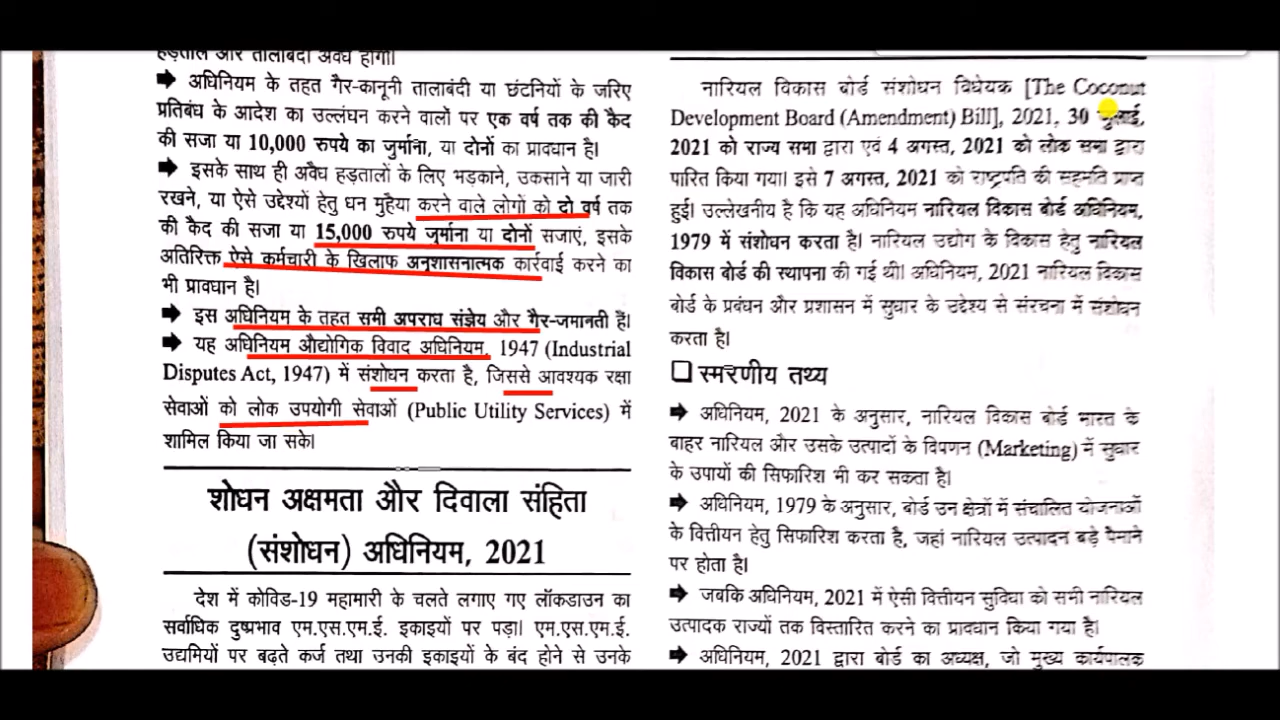 हड़ताल और तालाबंदी अवैध होगी।
➡ अधिनियम के तहत गैर-कानूनी तालाबंदी या छंटनियों के जरिए
प्रतिबंध के आदेश का उल्लंघन करने वालों पर एक वर्ष तक की कैद
की सजा या 10,000 रुपये का जुर्माना, या दोनों का प्रावधान है।
➡ इसके साथ ही अवैध हड़तालों के लिए भड़काने, उकसाने या जारी
रखने, या ऐसे उद्देश्यों हेतु धन मुहैया करने वाले लोगों को दो वर्ष तक
की कैद की सजा या 15,000 रुपये जुर्माना या दोनों सजाएं, इसके
अतिरिक्त ऐसे कर्मचारी के खिलाफ अनुशासनात्मक कार्रवाई करने का
भी प्रावधान है।
➡ इस अधिनियम के तहत सभी अपराध संज्ञेय और गैर-जमानती हैं।
➡ यह अधिनियम औद्योगिक विवाद अधिनियम, 1947 (Industrial
Disputes Act, 1947) में संशोधन करता है, जिससे आवश्यक रक्षा
सेवाओं को लोक उपयोगी सेवाओं (Public Utility Services) में
शामिल किया जा सके।
शोधन अक्षमता और दिवाला संहिता
(संशोधन) अधिनियम, 2021
देश में कोविड-19 महामारी के चलते लगाए गए लॉकडाउन का
सर्वाधिक दुष्प्रभाव एम.एस.एम.ई. इकाइयों पर पड़ा। एम.एस.एम.ई.
उद्यमियों पर बढ़ते कर्ज तथा उनकी इकाइयों के बंद होने से उनके
नारियल विकास बोर्ड संशोधन विधेयक [The Coconut
Development Board (Amendment) Bill], 2021, 30 जुलाई,
2021 को राज्य सभा द्वारा एवं 4 अगस्त, 2021 को लोक सभा द्वारा
पारित किया गया। इसे 7 अगस्त, 2021 को राष्ट्रपति की सहमति प्राप्त
हुई। उल्लेखनीय है कि यह अधिनियम नारियल विकास बोर्ड अधिनियम,
1979 में संशोधन करता है। नारियल उद्योग के विकास हेतु नारियल
विकास बोर्ड की स्थापना की गई थी। अधिनियम, 2021 नारियल विकास
बोर्ड के प्रबंधन और प्रशासन में सुधार के उद्देश्य से संरचना में संशोधन
करता है।
❑ स्मरणीय तथ्य
➡ अधिनियम, 2021 के अनुसार, नारियल विकास बोर्ड भारत के
बाहर नारियल और उसके उत्पादों के विपणन (Marketing) में सुधार
के उपायों की सिफारिश भी कर सकता है।
➡ अधिनियम, 1979 के अनुसार, बोर्ड उन क्षेत्रों में संचालित योजनाओं
के वित्तीयन हेतु सिफारिश करता है, जहां नारियल उत्पादन बड़े पैमाने
पर होता है।
➡ जबकि अधिनियम, 2021 में ऐसी वित्तीयन सुविधा को सभी नारियल
उत्पादक राज्यों तक विस्तारित करने का प्रावधान किया गया है।
➡ अधिनियम, 2021 द्वारा बोर्ड का अध्यक्ष, जो मुख्य कार्यपालक